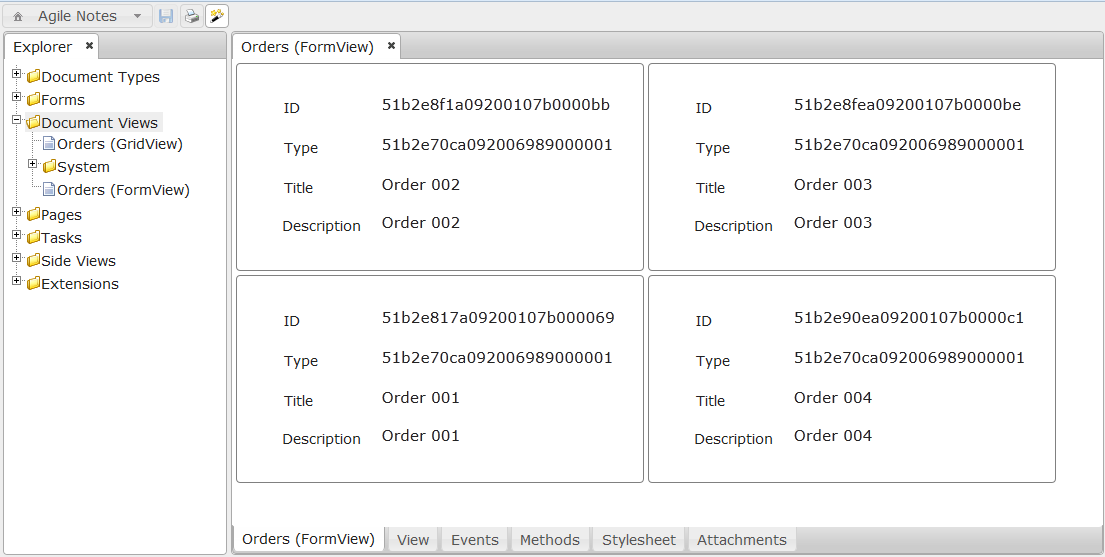 Agile Notes
Explorer
Orders (FormView)
Document Types
Forms
Document Views
Orders (GridView)
System
Orders (FormView)
Pages
Tasks
Side Views
Extensions
ID 51b2e8f1a09200107b0000bb
Type 51b2e70ca092006989000001
Title Order 002
Description Order 002
ID 51b2e8fea09200107b0000be
Type 51b2e70ca092006989000001
Title Order 003
Description Order 003
ID 51b2e817a09200107b000069
Type 51b2e70ca092006989000001
Title Order 001
Description Order 001
ID 51b2e90ea09200107b0000c1
Type 51b2e70ca092006989000001
Title Order 004
Description Order 004
Orders (FormView) View Events Methods Stylesheet Attachments